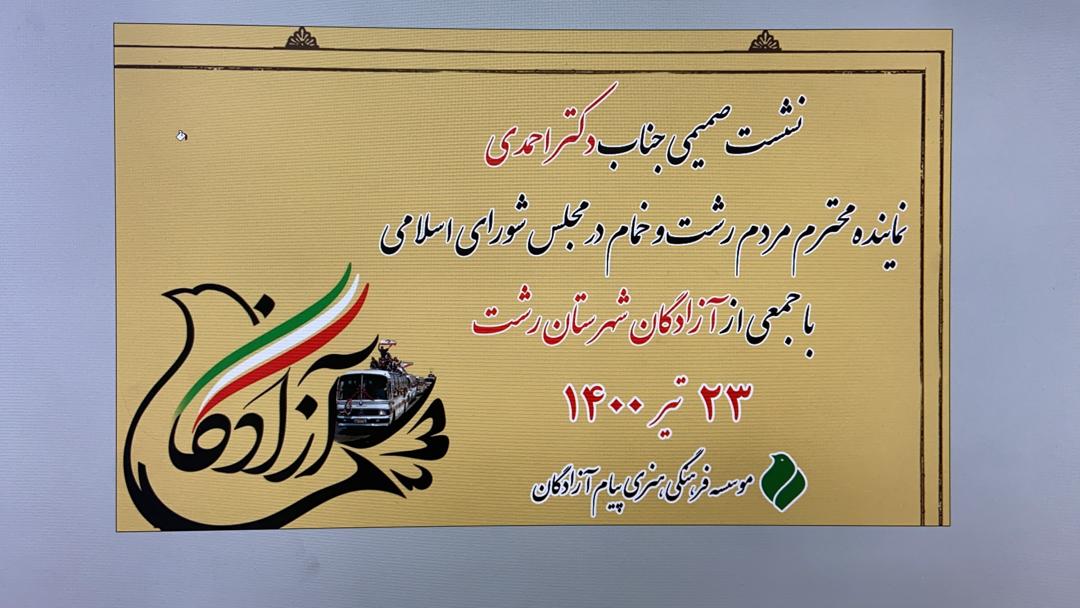 نشست صمیمی جناب دکتر احمدی
نماینده محترم مردم رشت و خمام در مجلس شورای اسلامی
با جمعی از آزادگان شهرستان رشت
۲۳ تیر ۱۴۰۰
موسسه فرهنگی هنری پیام آزادگان
آزادگان